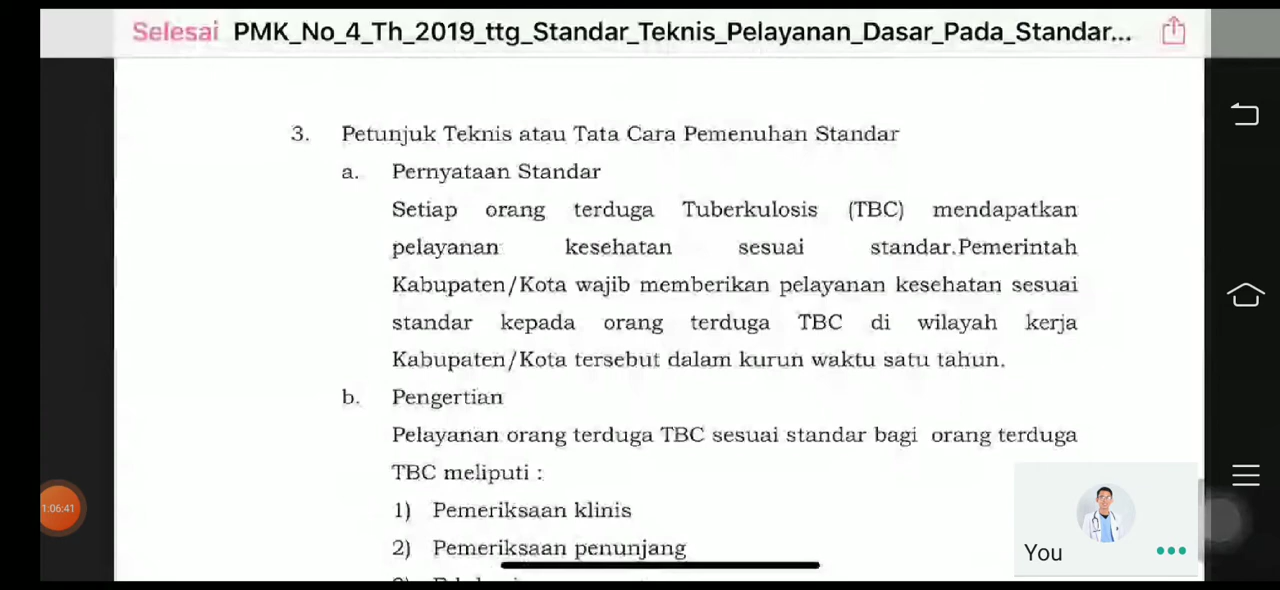 Selesai PMK_No_4_Th_2019_ttg_Standar_Teknis_Pelayanan_Dasar_Pada_Standar...
3. Petunjuk Teknis atau Tata Cara Pemenuhan Standar
a. Pernyataan Standar
Setiap orang terduga Tuberkulosis (TBC) mendapatkan
pelayanan kesehatan sesuai standar.Pemerintah
Kabupaten/Kota wajib memberikan pelayanan kesehatan sesuai
standar kepada orang terduga TBC di wilayah kerja
Kabupaten/Kota tersebut dalam kurun waktu satu tahun.
b. Pengertian
Pelayanan orang terduga TBC sesuai standar bagi orang terduga
TBC meliputi :
1) Pemeriksaan klinis
2) Pemeriksaan penunjang
1:06:41
You